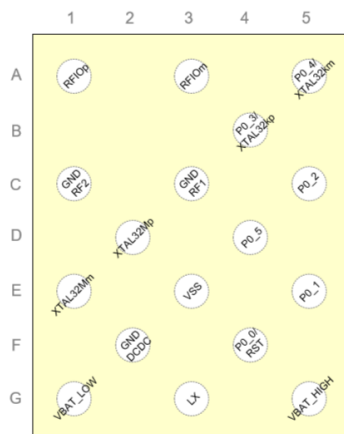 1 2 3 4 5
A
RFIOp
RFIOm
P0_4/
XTAL32km
B
P0_3/
XTAL32kp
C
GND
RF2
GND
RF1
P0_2
D
XTAL32Mp
P0_5
E
XTAL32Mm
VSS
P0_1
F
GND
DCDC
P0_0/
RST
G
VBAT_LOW
LX
VBAT_HIGH